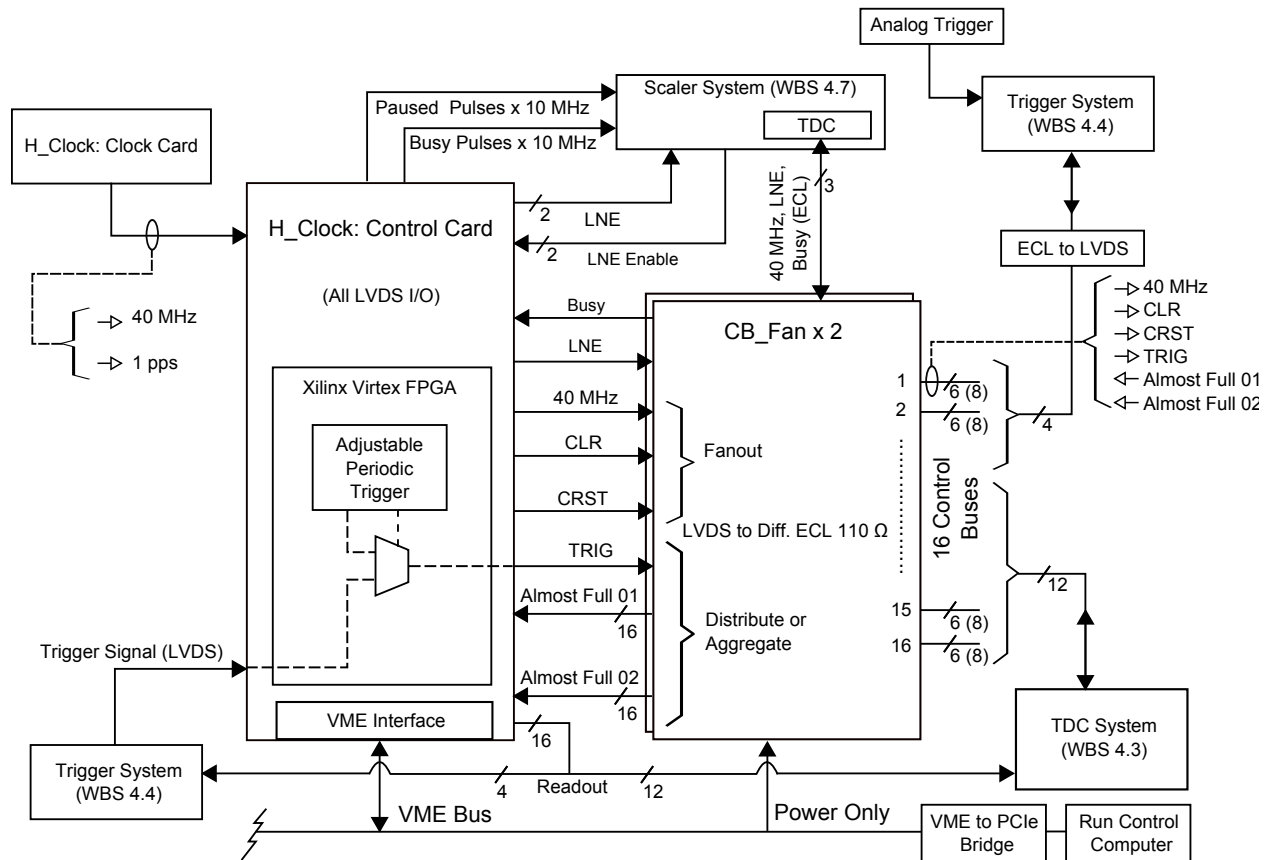 Analog Trigger
Scaler System (WBS 4.7)
TDC
Trigger System
(WBS 4.4)
Paused Pulses x 10 MHz
Busy Pulses x 10 MHz
H_Clock: Clock Card
3
2
LNE
2
LNE Enable
40 MHz, LNE,
Busy (ECL)
ECL to LVDS
H_Clock: Control Card
(All LVDS I/O)
40 MHz
1 pps
40 MHz
CLR
CRST
TRIG
Almost Full 01
Almost Full 02
Busy
LNE
40 MHz
CLR
CRST
TRIG
Almost Full 01
16
Almost Full 02
16
CB_Fan x 2
Fanout
LVDS to Diff. ECL 110 Ω
Distribute or
Aggregate
1
6 (8)
2
6 (8)
15
6 (8)
16
6 (8)
16 Control
Buses
4
12
Xilinx Virtex FPGA
Adjustable
Periodic
Trigger
Trigger Signal (LVDS)
VME Interface
16
Trigger System
(WBS 4.4)
4
Readout
12
TDC System
(WBS 4.3)
VME Bus
Power Only
VME to PCIe
Bridge
Run Control
Computer